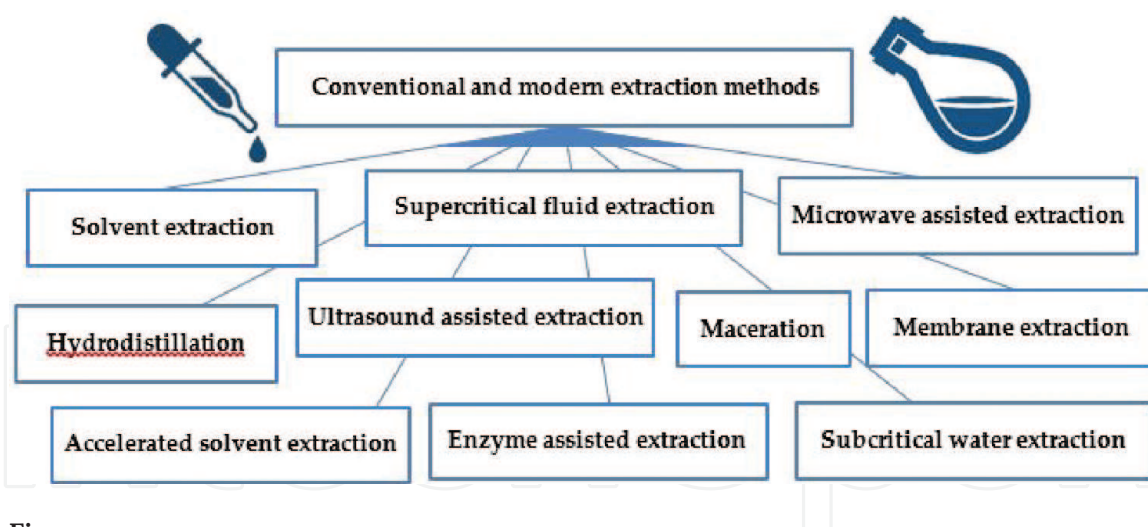 Conventional and modern extraction methods
Solvent extraction
Supercritical fluid extraction
Microwave assisted extraction
Hydrodistillation
Ultrasound assisted extraction
Maceration
Membrane extraction
Accelerated solvent extraction
Enzyme assisted extraction
Subcritical water extraction